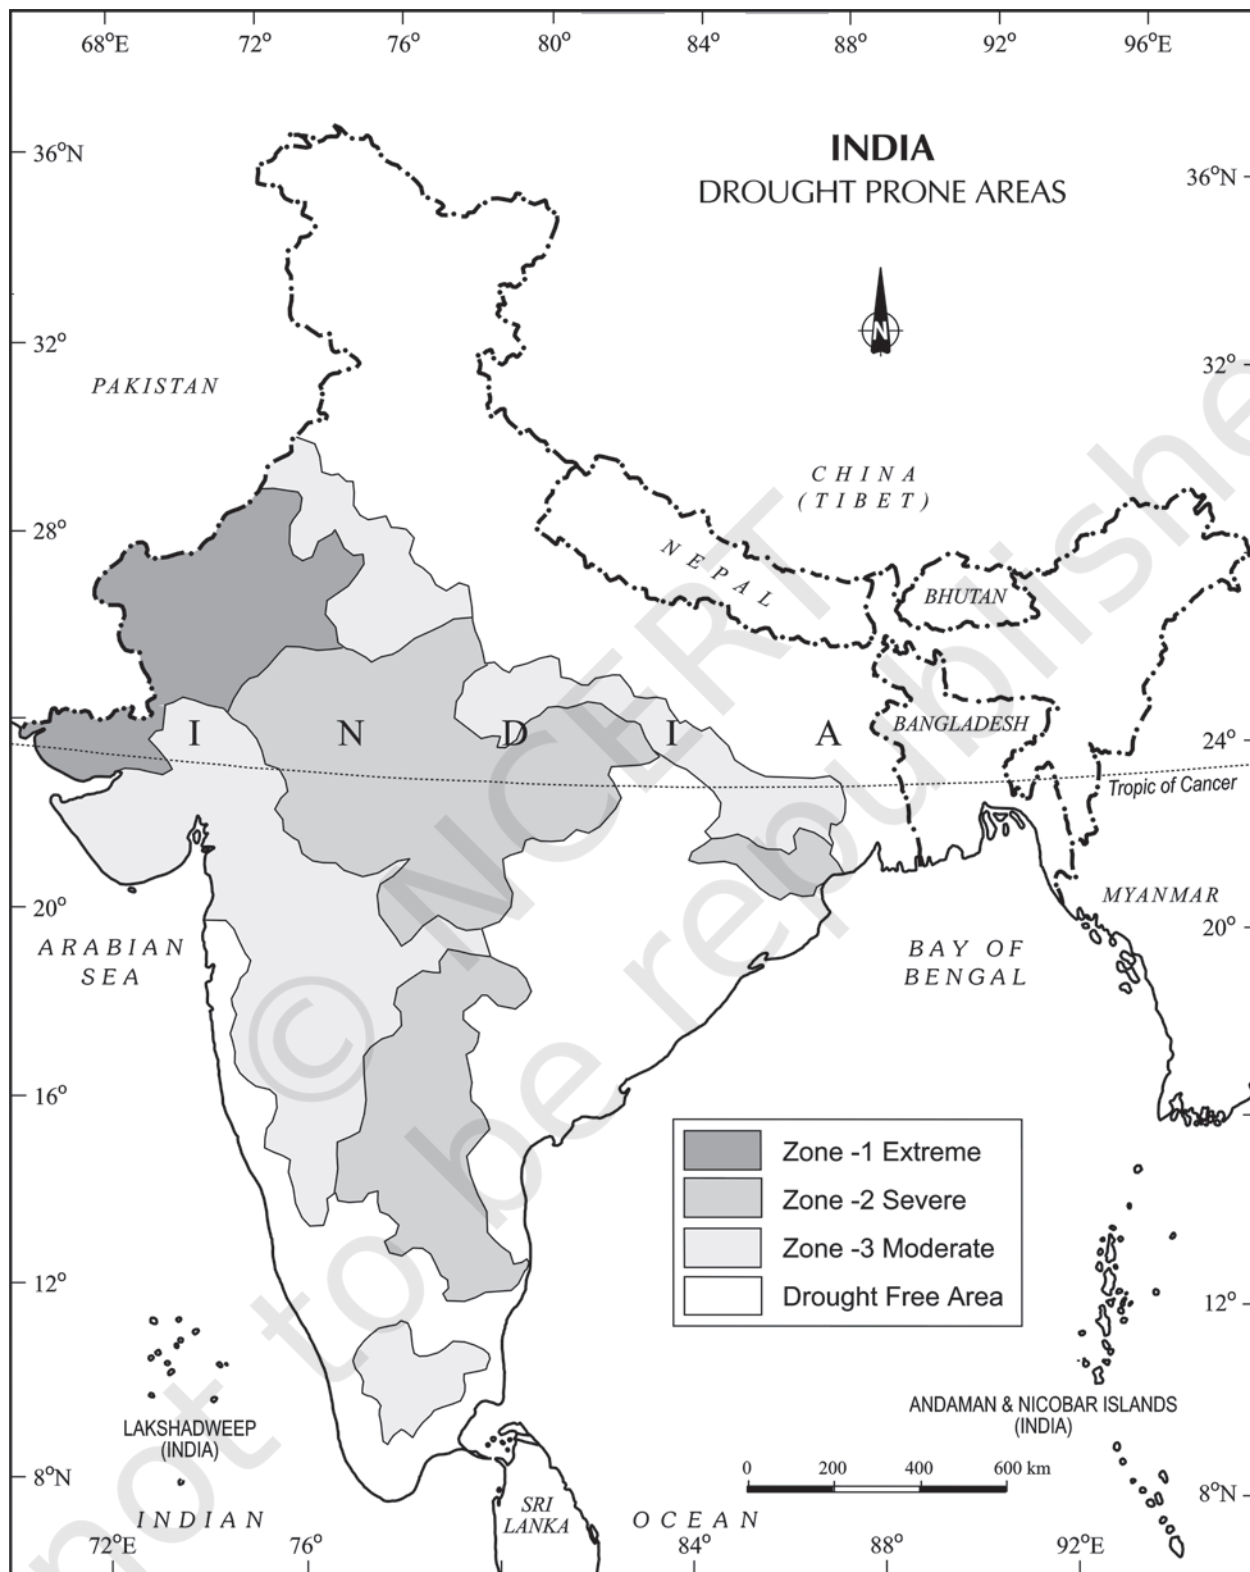 68°E 72° 76° 80° 84° 88° 92° 96°E
INDIA
DROUGHT PRONE AREAS
36°N
36°N
N
32°
32°
PAKISTAN
CHINA
(TIBET)
28°
NEPAL
BHUTAN
BANGLADESH
I N D I A
24°
Tropic of Cancer
MYANMAR
20°
20°
ARABIAN
SEA
BAY OF
BENGAL
16°
Zone -1 Extreme
Zone -2 Severe
Zone -3 Moderate
Drought Free Area
12°
12°
LAKSHADWEEP
(INDIA)
ANDAMAN & NICOBAR ISLANDS
(INDIA)
0 200 400 600 km
8°N
8°N
SRI
LANKA
INDIAN OCEAN
72°E 76° 84° 88° 92°E
© NCERT
not to be republishe